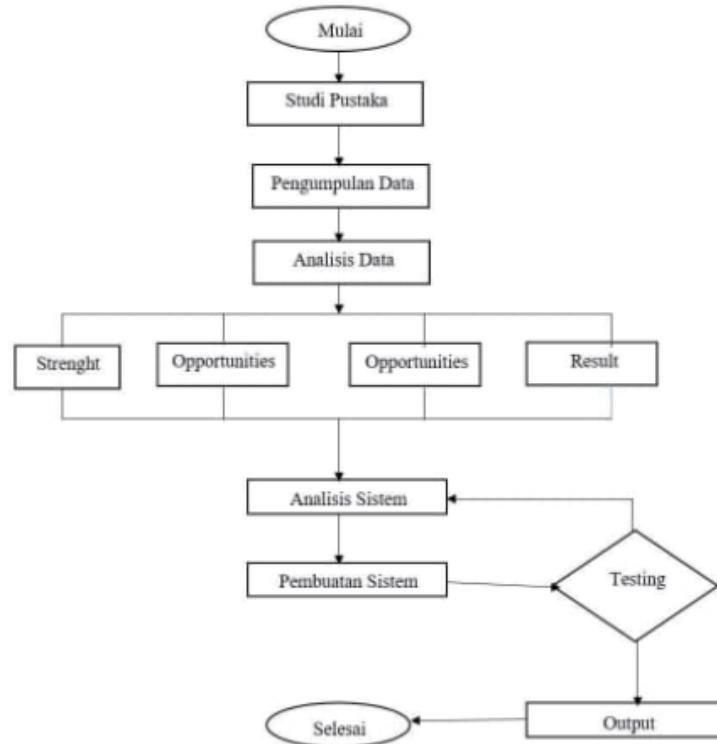 Mulai
Studi Pustaka
Pengumpulan Data
Analisis Data
Strenght
Opportunities
Opportunities
Result
Analisis Sistem
Pembuatan Sistem
Testing
Output
Selesai